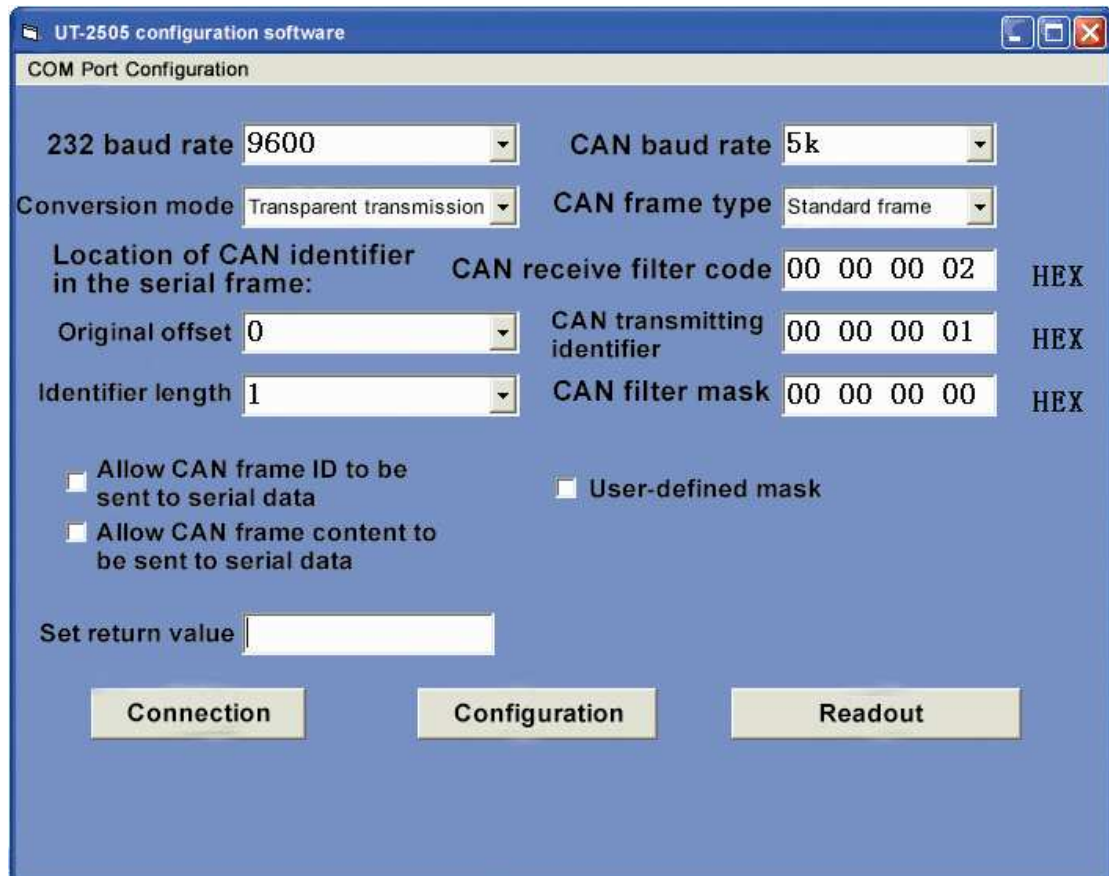 UT-2505 configuration software
COM Port Configuration
232 baud rate 9600
CAN baud rate 5k
Conversion mode Transparent transmission
CAN frame type Standard frame
Location of CAN identifier
in the serial frame:
CAN receive filter code 00 00 00 02 HEX
Original offset 0
CAN transmitting
identifier 00 00 00 01 HEX
Identifier length 1
CAN filter mask 00 00 00 00 HEX
Allow CAN frame ID to be
sent to serial data
User-defined mask
Allow CAN frame content to
be sent to serial data
Set return value
Connection
Configuration
Readout